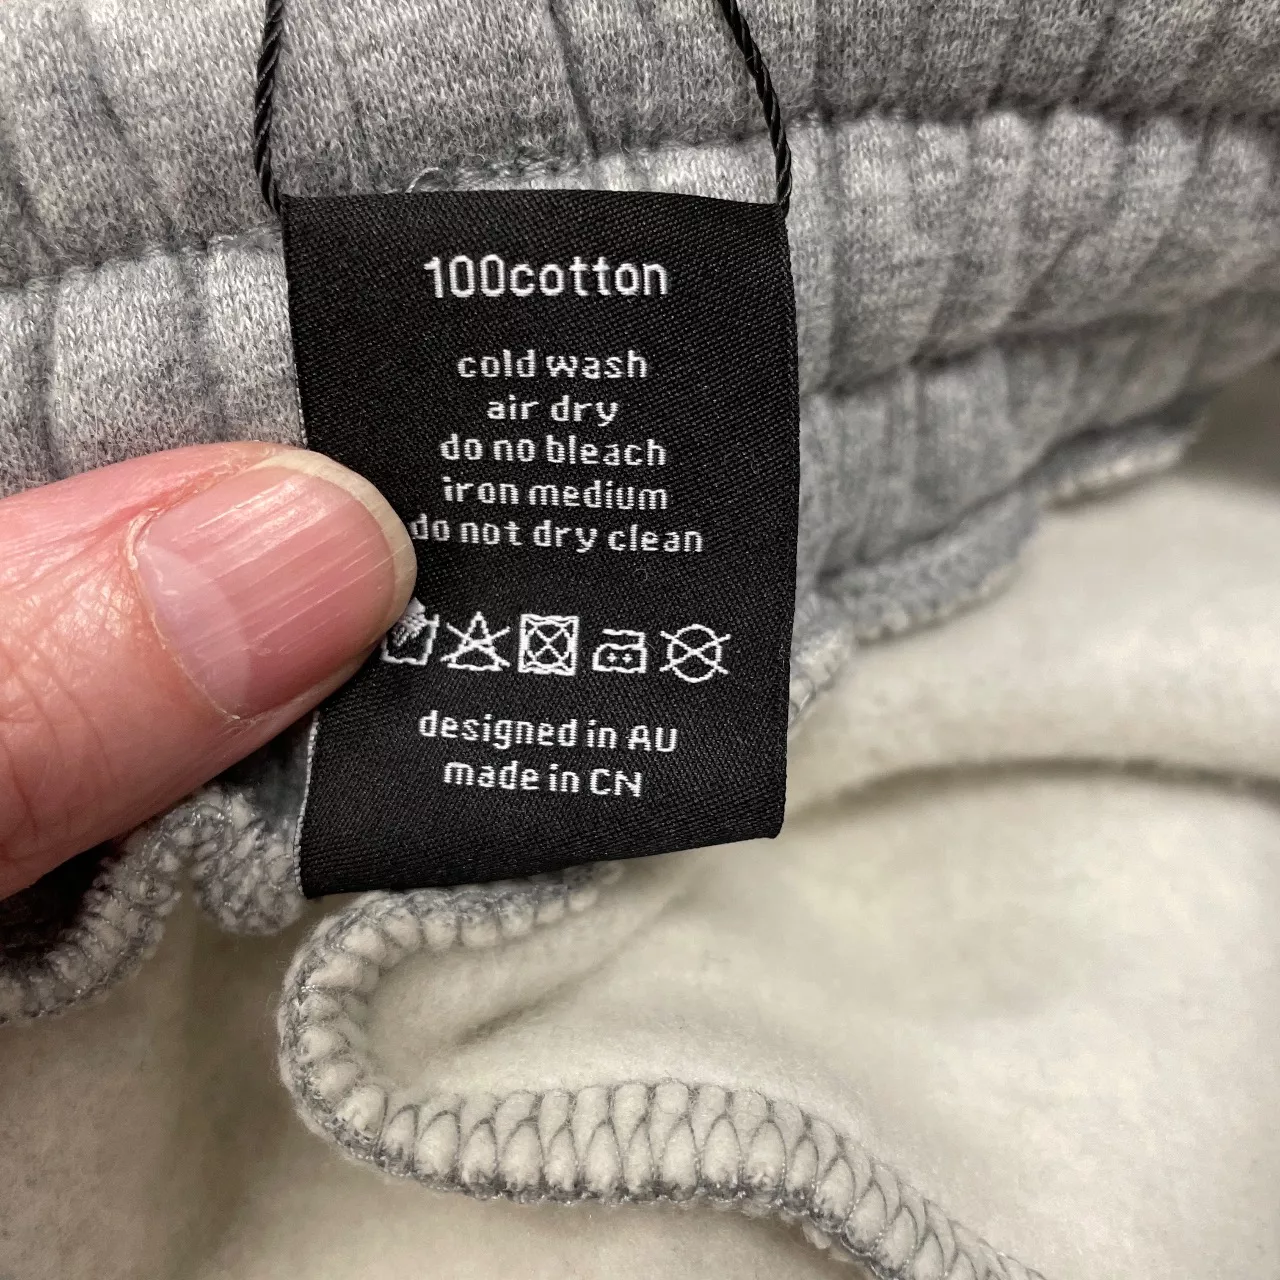 100cotton
cold wash
air dry
do no bleach
iron medium
do not dry clean
designed in AU
made in CN